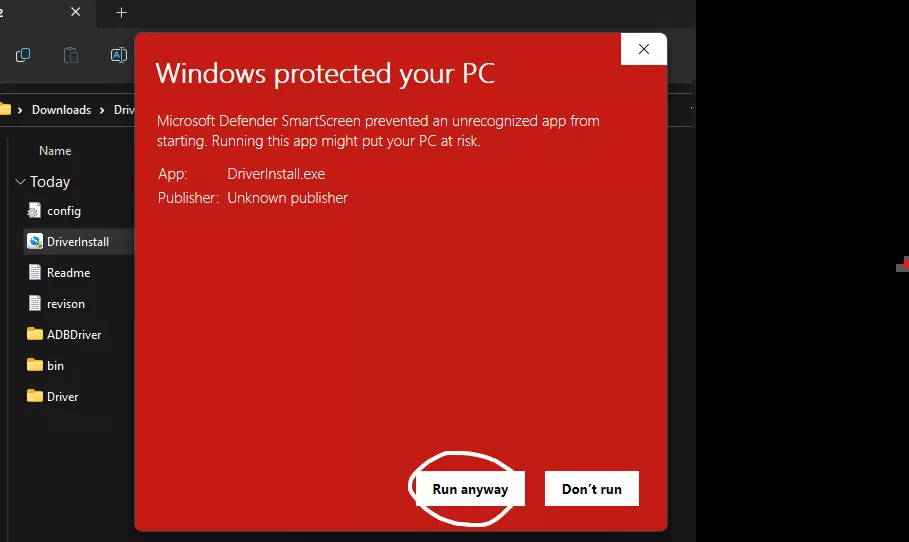 2
Downloads
Driv
Name
Today
config
DriverInstall
Readme
revison
ADBDriver
bin
Driver
Windows protected your PC
Microsoft Defender SmartScreen prevented an unrecognized app from
starting. Running this app might put your PC at risk.
App: DriverInstall.exe
Publisher: Unknown publisher
Run anyway Don't run